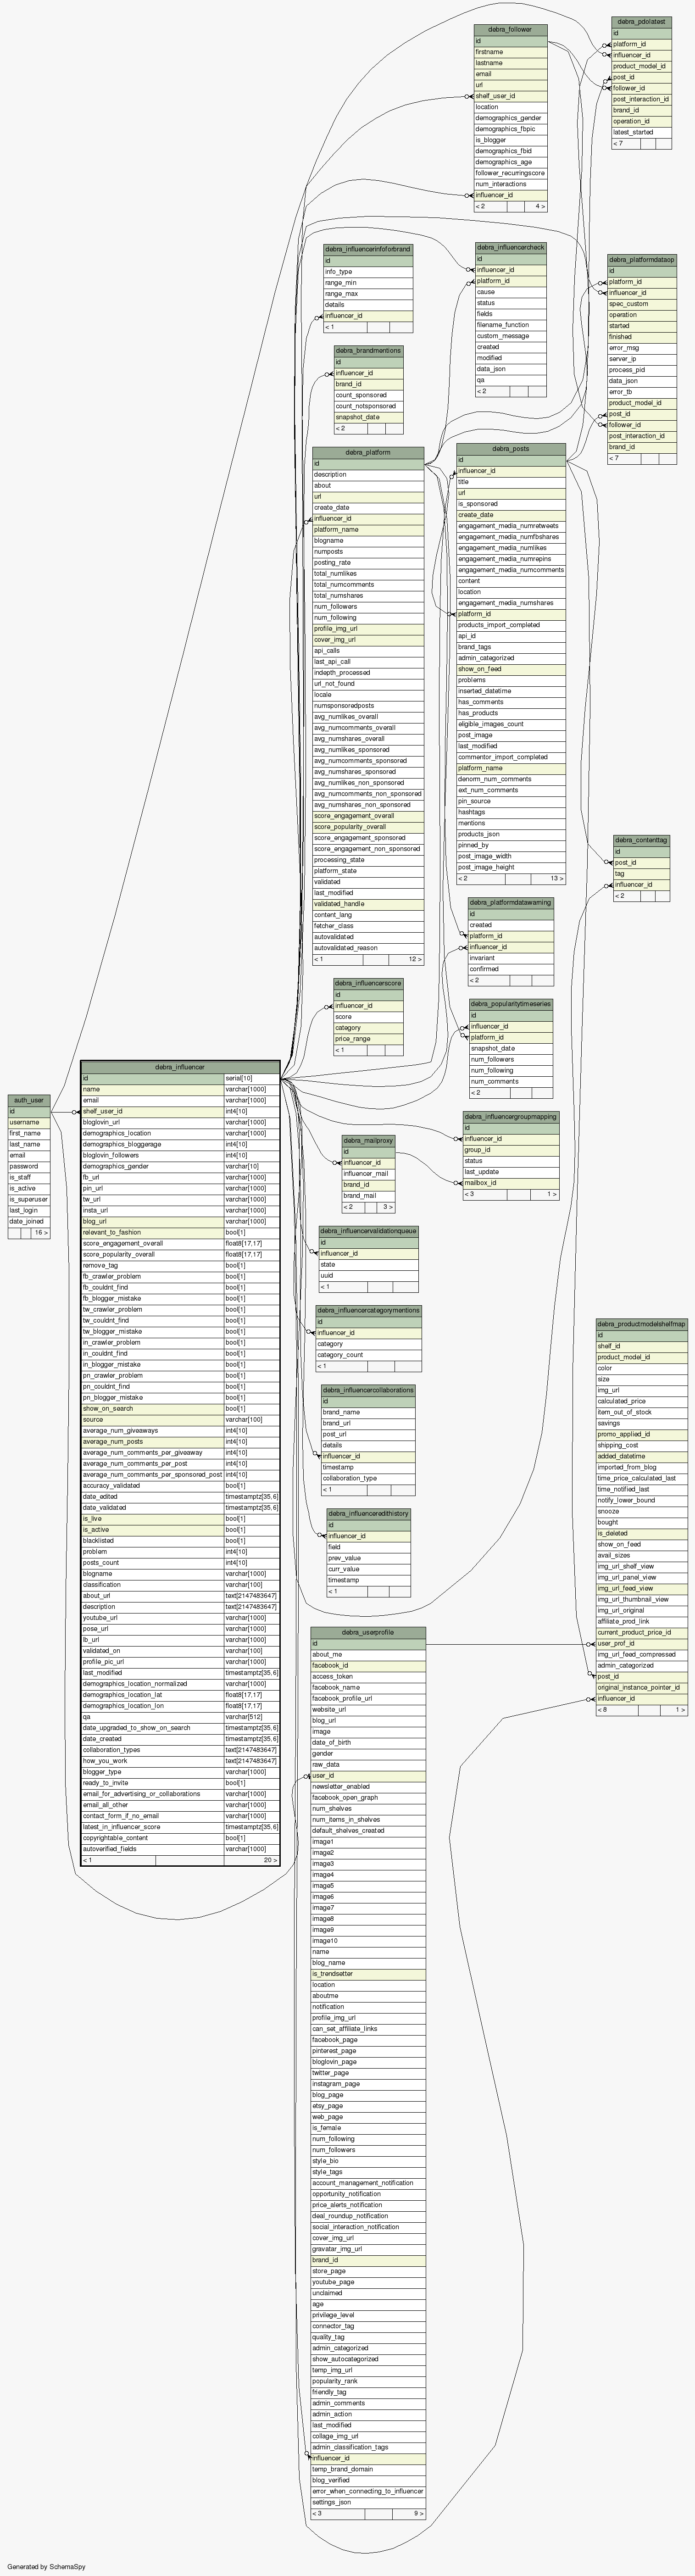 debra_follower
id
firstname
lastname
email
url
shelf_user_id
location
demographics_gender
demographics_fbpic
is_blogger
demographics_fbid
demographics_age
follower_recurringscore
num_interactions
influencer_id
< 2 4 >
debra_pdolatest
id
platform_id
influencer_id
product_model_id
post_id
follower_id
post_interaction_id
brand_id
operation_id
latest_started
< 7
debra_influencerinfoforbrand
id
info_type
range_min
range_max
details
influencer_id
< 1
debra_influencercheck
id
influencer_id
platform_id
cause
status
fields
filename_function
custom_message
created
modified
data_json
qa
< 2
debra_platformdataop
id
platform_id
influencer_id
spec_custom
operation
started
finished
error_msg
server_ip
process_pid
data_json
error_tb
product_model_id
post_id
follower_id
post_interaction_id
brand_id
< 7
debra_brandmentions
id
influencer_id
brand_id
count_sponsored
count_notsponsored
snapshot_date
< 2
debra_platform
id
description
about
url
create_date
influencer_id
platform_name
blogname
numposts
posting_rate
total_numlikes
total_numcomments
total_numshares
num_followers
num_following
profile_img_url
cover_img_url
api_calls
last_api_call
indepth_processed
url_not_found
locale
numsponsoredposts
avg_numlikes_overall
avg_numcomments_overall
avg_numshares_overall
avg_numlikes_sponsored
avg_numcomments_sponsored
avg_numshares_sponsored
avg_numlikes_non_sponsored
avg_numcomments_non_sponsored
avg_numshares_non_sponsored
score_engagement_overall
score_popularity_overall
score_engagement_sponsored
score_engagement_non_sponsored
processing_state
platform_state
validated
last_modified
validated_handle
content_lang
fetcher_class
autovalidated
autovalidated_reason
< 1 12 >
debra_posts
id
influencer_id
title
url
is_sponsored
create_date
engagement_media_numretweets
engagement_media_numfbshares
engagement_media_numlikes
engagement_media_numrepins
engagement_media_numcomments
content
location
engagement_media_numshares
platform_id
products_import_completed
api_id
brand_tags
admin_categorized
show_on_feed
problems
inserted_datetime
has_comments
has_products
eligible_images_count
post_image
last_modified
commentor_import_completed
platform_name
denorm_num_comments
ext_num_comments
pin_source
hashtags
mentions
products_json
pinned_by
post_image_width
post_image_height
< 2 13 >
debra_contenttag
id
post_id
tag
influencer_id
< 2
debra_platformdatawarning
id
created
platform_id
influencer_id
invariant
confirmed
< 2
debra_influencerscore
id
influencer_id
score
category
price_range
< 1
debra_popularitytimeseries
id
influencer_id
platform_id
snapshot_date
num_followers
num_following
num_comments
< 2
auth_user
id
username
first_name
last_name
email
password
is_staff
is_active
is_superuser
last_login
date_joined
16 >
debra_influencer
id serial[10]
name varchar[1000]
email varchar[1000]
shelf_user_id int4[10]
bloglovin_url varchar[1000]
demographics_location varchar[1000]
demographics_bloggerage int4[10]
bloglovin_followers int4[10]
demographics_gender varchar[10]
fb_url varchar[1000]
pin_url varchar[1000]
tw_url varchar[1000]
insta_url varchar[1000]
blog_url varchar[1000]
relevant_to_fashion bool[1]
score_engagement_overall float8[17,17]
score_popularity_overall float8[17,17]
remove_tag bool[1]
fb_crawler_problem bool[1]
fb_couldnt_find bool[1]
fb_blogger_mistake bool[1]
tw_crawler_problem bool[1]
tw_couldnt_find bool[1]
tw_blogger_mistake bool[1]
in_crawler_problem bool[1]
in_couldnt_find bool[1]
in_blogger_mistake bool[1]
pn_crawler_problem bool[1]
pn_couldnt_find bool[1]
pn_blogger_mistake bool[1]
show_on_search bool[1]
source varchar[100]
average_num_giveaways int4[10]
average_num_posts int4[10]
average_num_comments_per_giveaway int4[10]
average_num_comments_per_post int4[10]
average_num_comments_per_sponsored_post int4[10]
accuracy_validated bool[1]
date_edited timestamptz[35,6]
date_validated timestamptz[35,6]
is_live bool[1]
is_active bool[1]
blacklisted bool[1]
problem int4[10]
posts_count int4[10]
blogname varchar[1000]
classification varchar[100]
about_url text[2147483647]
description text[2147483647]
youtube_url varchar[1000]
pose_url varchar[1000]
lb_url varchar[1000]
validated_on varchar[100]
profile_pic_url varchar[1000]
last_modified timestamptz[35,6]
demographics_location_normalized varchar[1000]
demographics_location_lat float8[17,17]
demographics_location_lon float8[17,17]
qa varchar[512]
date_upgraded_to_show_on_search timestamptz[35,6]
date_created timestamptz[35,6]
collaboration_types text[2147483647]
how_you_work text[2147483647]
blogger_type varchar[1000]
ready_to_invite bool[1]
email_for_advertising_or_collaborations varchar[1000]
email_all_other varchar[1000]
contact_form_if_no_email varchar[1000]
latest_in_influencer_score timestamptz[35,6]
copyrightable_content bool[1]
autoverified_fields varchar[1000]
< 1 20 >
debra_influencergroupmapping
id
influencer_id
group_id
status
last_update
mailbox_id
< 3 1 >
debra_mailproxy
id
influencer_id
influencer_mail
brand_id
brand_mail
< 2 3 >
debra_influencervalidationqueue
id
influencer_id
state
uuid
< 1
debra_influencercategorymentions
id
influencer_id
category
category_count
< 1
debra_influencercollaborations
id
brand_name
brand_url
post_url
details
influencer_id
timestamp
collaboration_type
< 1
debra_influenceredithistory
id
influencer_id
field
prev_value
curr_value
timestamp
< 1
debra_productmodelshelfmap
id
shelf_id
product_model_id
color
size
img_url
calculated_price
item_out_of_stock
savings
promo_applied_id
shipping_cost
added_datetime
imported_from_blog
time_price_calculated_last
time_notified_last
notify_lower_bound
snooze
bought
is_deleted
show_on_feed
avail_sizes
img_url_shelf_view
img_url_panel_view
img_url_feed_view
img_url_thumbnail_view
img_url_original
affiliate_prod_link
current_product_price_id
user_prof_id
img_url_feed_compressed
admin_categorized
post_id
original_instance_pointer_id
influencer_id
< 8 1 >
debra_userprofile
id
about_me
facebook_id
access_token
facebook_name
facebook_profile_url
website_url
blog_url
image
date_of_birth
gender
raw_data
user_id
newsletter_enabled
facebook_open_graph
num_shelves
num_items_in_shelves
default_shelves_created
image1
image2
image3
image4
image5
image6
image7
image8
image9
image10
name
blog_name
is_trendsetter
location
aboutme
notification
profile_img_url
can_set_affiliate_links
facebook_page
pinterest_page
bloglovin_page
twitter_page
instagram_page
blog_page
etsy_page
web_page
is_female
num_following
num_followers
style_bio
style_tags
account_management_notification
opportunity_notification
price_alerts_notification
deal_roundup_notification
social_interaction_notification
cover_img_url
gravatar_img_url
brand_id
store_page
youtube_page
unclaimed
age
privilege_level
connector_tag
quality_tag
admin_categorized
show_autocategorized
temp_img_url
popularity_rank
friendly_tag
admin_comments
admin_action
last_modified
collage_img_url
admin_classification_tags
influencer_id
temp_brand_domain
blog_verified
error_when_connecting_to_influencer
settings_json
< 3 9 >
Generated by SchemaSpy